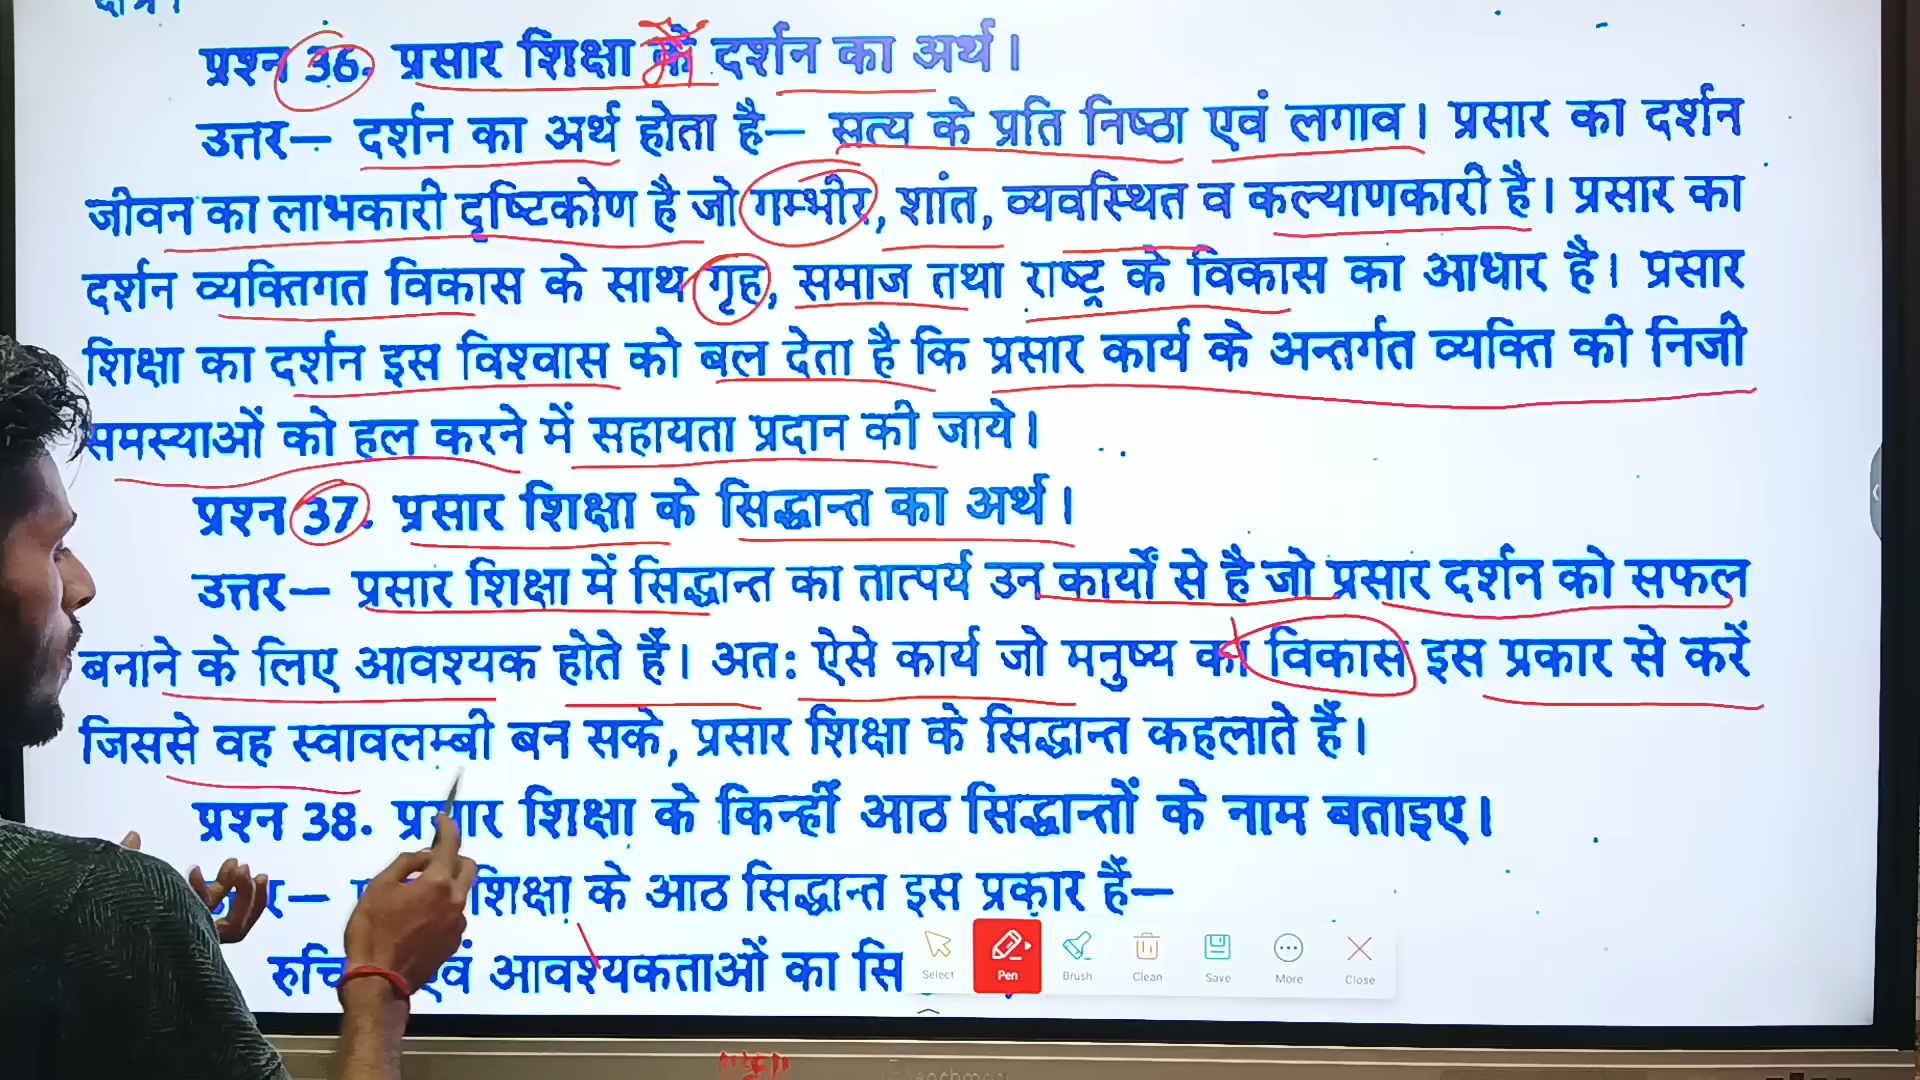 प्रश्न 36. प्रसार शिक्षा में दर्शन का अर्थ।
उत्तर— दर्शन का अर्थ होता है— सत्य के प्रति निष्ठा एवं लगाव। प्रसार का दर्शन
जीवन का लाभकारी दृष्टिकोण है जो गम्भीर, शांत, व्यवस्थित व कल्याणकारी है। प्रसार का
दर्शन व्यक्तिगत विकास के साथ गृह, समाज तथा राष्ट्र के विकास का आधार है। प्रसार
शिक्षा का दर्शन इस विश्वास को बल देता है कि प्रसार कार्य के अन्तर्गत व्यक्ति की निजी
समस्याओं को हल करने में सहायता प्रदान की जाये।
प्रश्न 37. प्रसार शिक्षा के सिद्धान्त का अर्थ।
उत्तर— प्रसार शिक्षा में सिद्धान्त का तात्पर्य उन कार्यों से है जो प्रसार दर्शन को सफल
बनाने के लिए आवश्यक होते हैं। अतः ऐसे कार्य जो मनुष्य का विकास इस प्रकार से करें
जिससे वह स्वावलम्बी बन सके, प्रसार शिक्षा के सिद्धान्त कहलाते हैं।
प्रश्न 38. प्रसार शिक्षा के किन्हीं आठ सिद्धान्तों के नाम बताइए।
शिक्षा के आठ सिद्धान्त इस प्रकार हैं—
एवं आवश्यकताओं का
Select Pen Brush Clean Save More Close